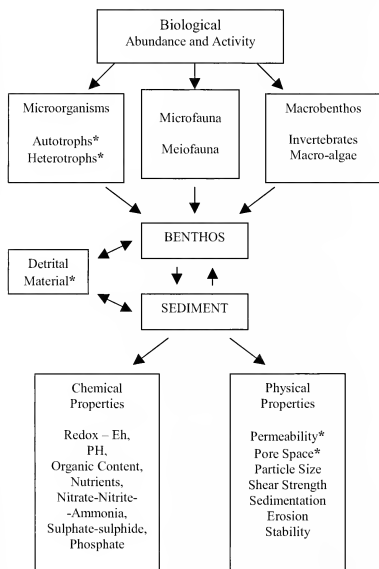 Biological
Abundance and Activity
Microorganisms
Autotrophs*
Heterotrophs*
Microfauna
Meiofauna
Macrobenthos
Invertebrates
Macro-algae
BENTHOS
Detrital
Material*
SEDIMENT
Chemical
Properties
Redox – Eh,
PH,
Organic Content,
Nutrients,
Nitrate-Nitrite-
-Ammonia,
Sulphate-sulphide,
Phosphate
Physical
Properties
Permeability*
Pore Space*
Particle Size
Shear Strength
Sedimentation
Erosion
Stability